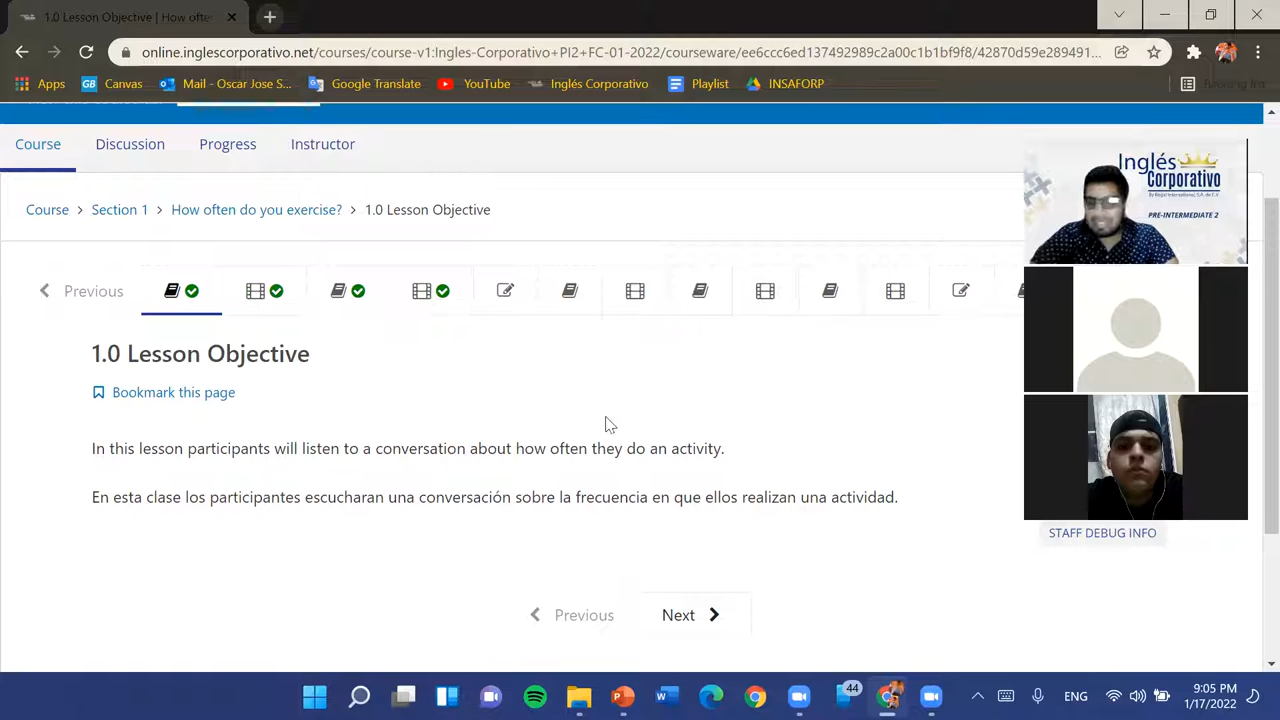 1.0 Lesson Objective | How ofte
online.inglescorporativo.net/courses/course-v1:Ingles-Corporativo+PI2+FC-01-2022/courseware/ee6ccc6ed137492989c2a00c1b1bf9f8/42870d59e289491...
Apps GB Canvas Mail - Oscar Jose S... Google Translate YouTube Inglés Corporativo Playlist INSAFORP
Course Discussion Progress Instructor
Inglés
Corporativo
PRE-INTERMEDIATE 2
Course > Section 1 > How often do you exercise? > 1.0 Lesson Objective
Previous
1.0 Lesson Objective
Bookmark this page
In this lesson participants will listen to a conversation about how often they do an activity.
En esta clase los participantes escucharan una conversación sobre la frecuencia en que ellos realizan una actividad.
STAFF DEBUG INFO
Previous Next
44
ENG
9:05 PM
1/17/2022